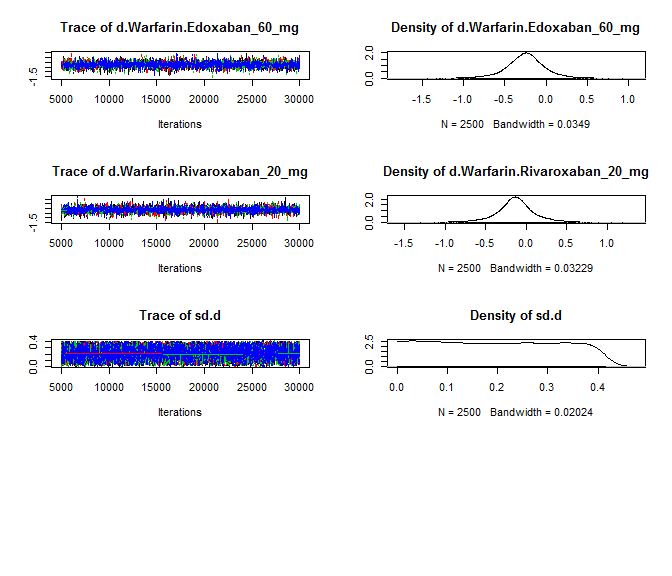 Trace of d.Warfarin.Edoxaban_60_mg
-1.5
5000 10000 15000 20000 25000 30000
Iterations
Density of d.Warfarin.Edoxaban_60_mg
0.0 2.0
-1.5 -1.0 -0.5 0.0 0.5 1.0
N = 2500 Bandwidth = 0.0349
Trace of d.Warfarin.Rivaroxaban_20_mg
-1.5
5000 10000 15000 20000 25000 30000
Iterations
Density of d.Warfarin.Rivaroxaban_20_mg
0.0 2.0
-1.5 -1.0 -0.5 0.0 0.5 1.0
N = 2500 Bandwidth = 0.03229
Trace of sd.d
0.0 0.4
5000 10000 15000 20000 25000 30000
Iterations
Density of sd.d
0.0 2.5
0.0 0.1 0.2 0.3 0.4
N = 2500 Bandwidth = 0.02024